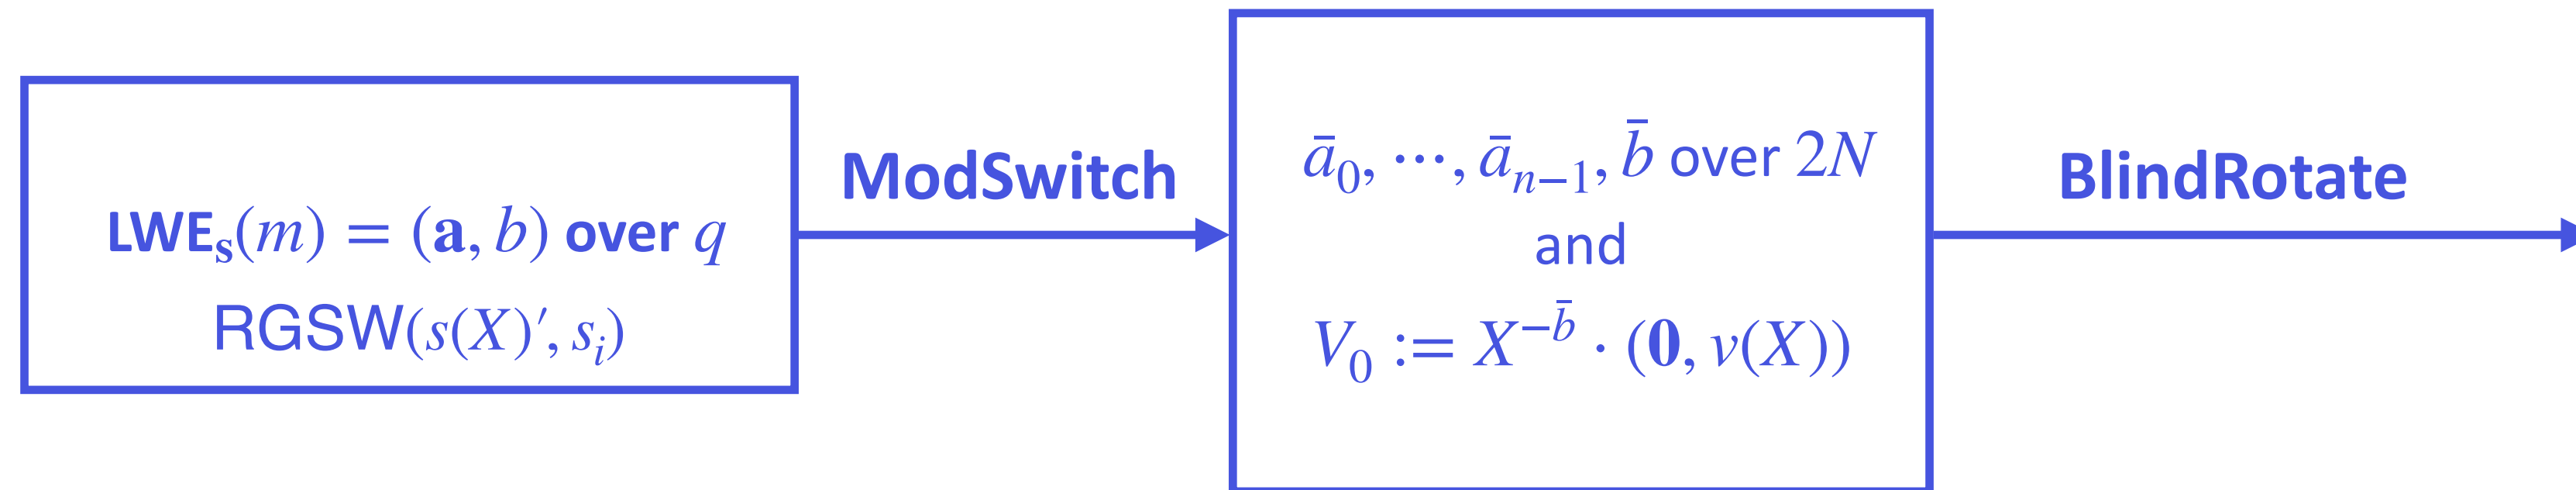 LWEₛ(m) = (a, b) over q
RGSW(s(X)′, sᵢ)
ModSwitch
ā₀, ⋯, āₙ₋₁, b̄ over 2N
and
V₀ := X^{−b̄} · (0, v(X))
BlindRotate